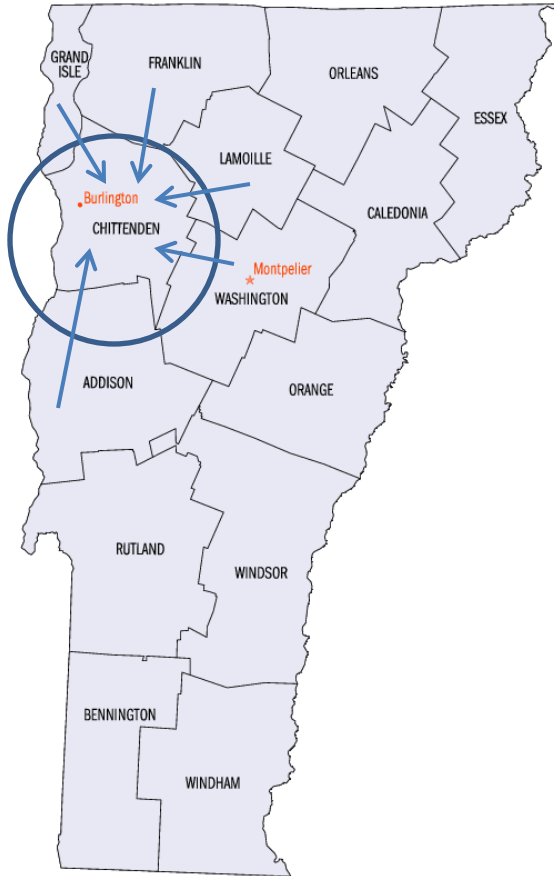 GRAND
ISLE
FRANKLIN
ORLEANS
ESSEX
LAMOILLE
Burlington
CHITTENDEN
CALEDONIA
Montpelier
WASHINGTON
ADDISON
ORANGE
RUTLAND
WINDSOR
BENNINGTON
WINDHAM